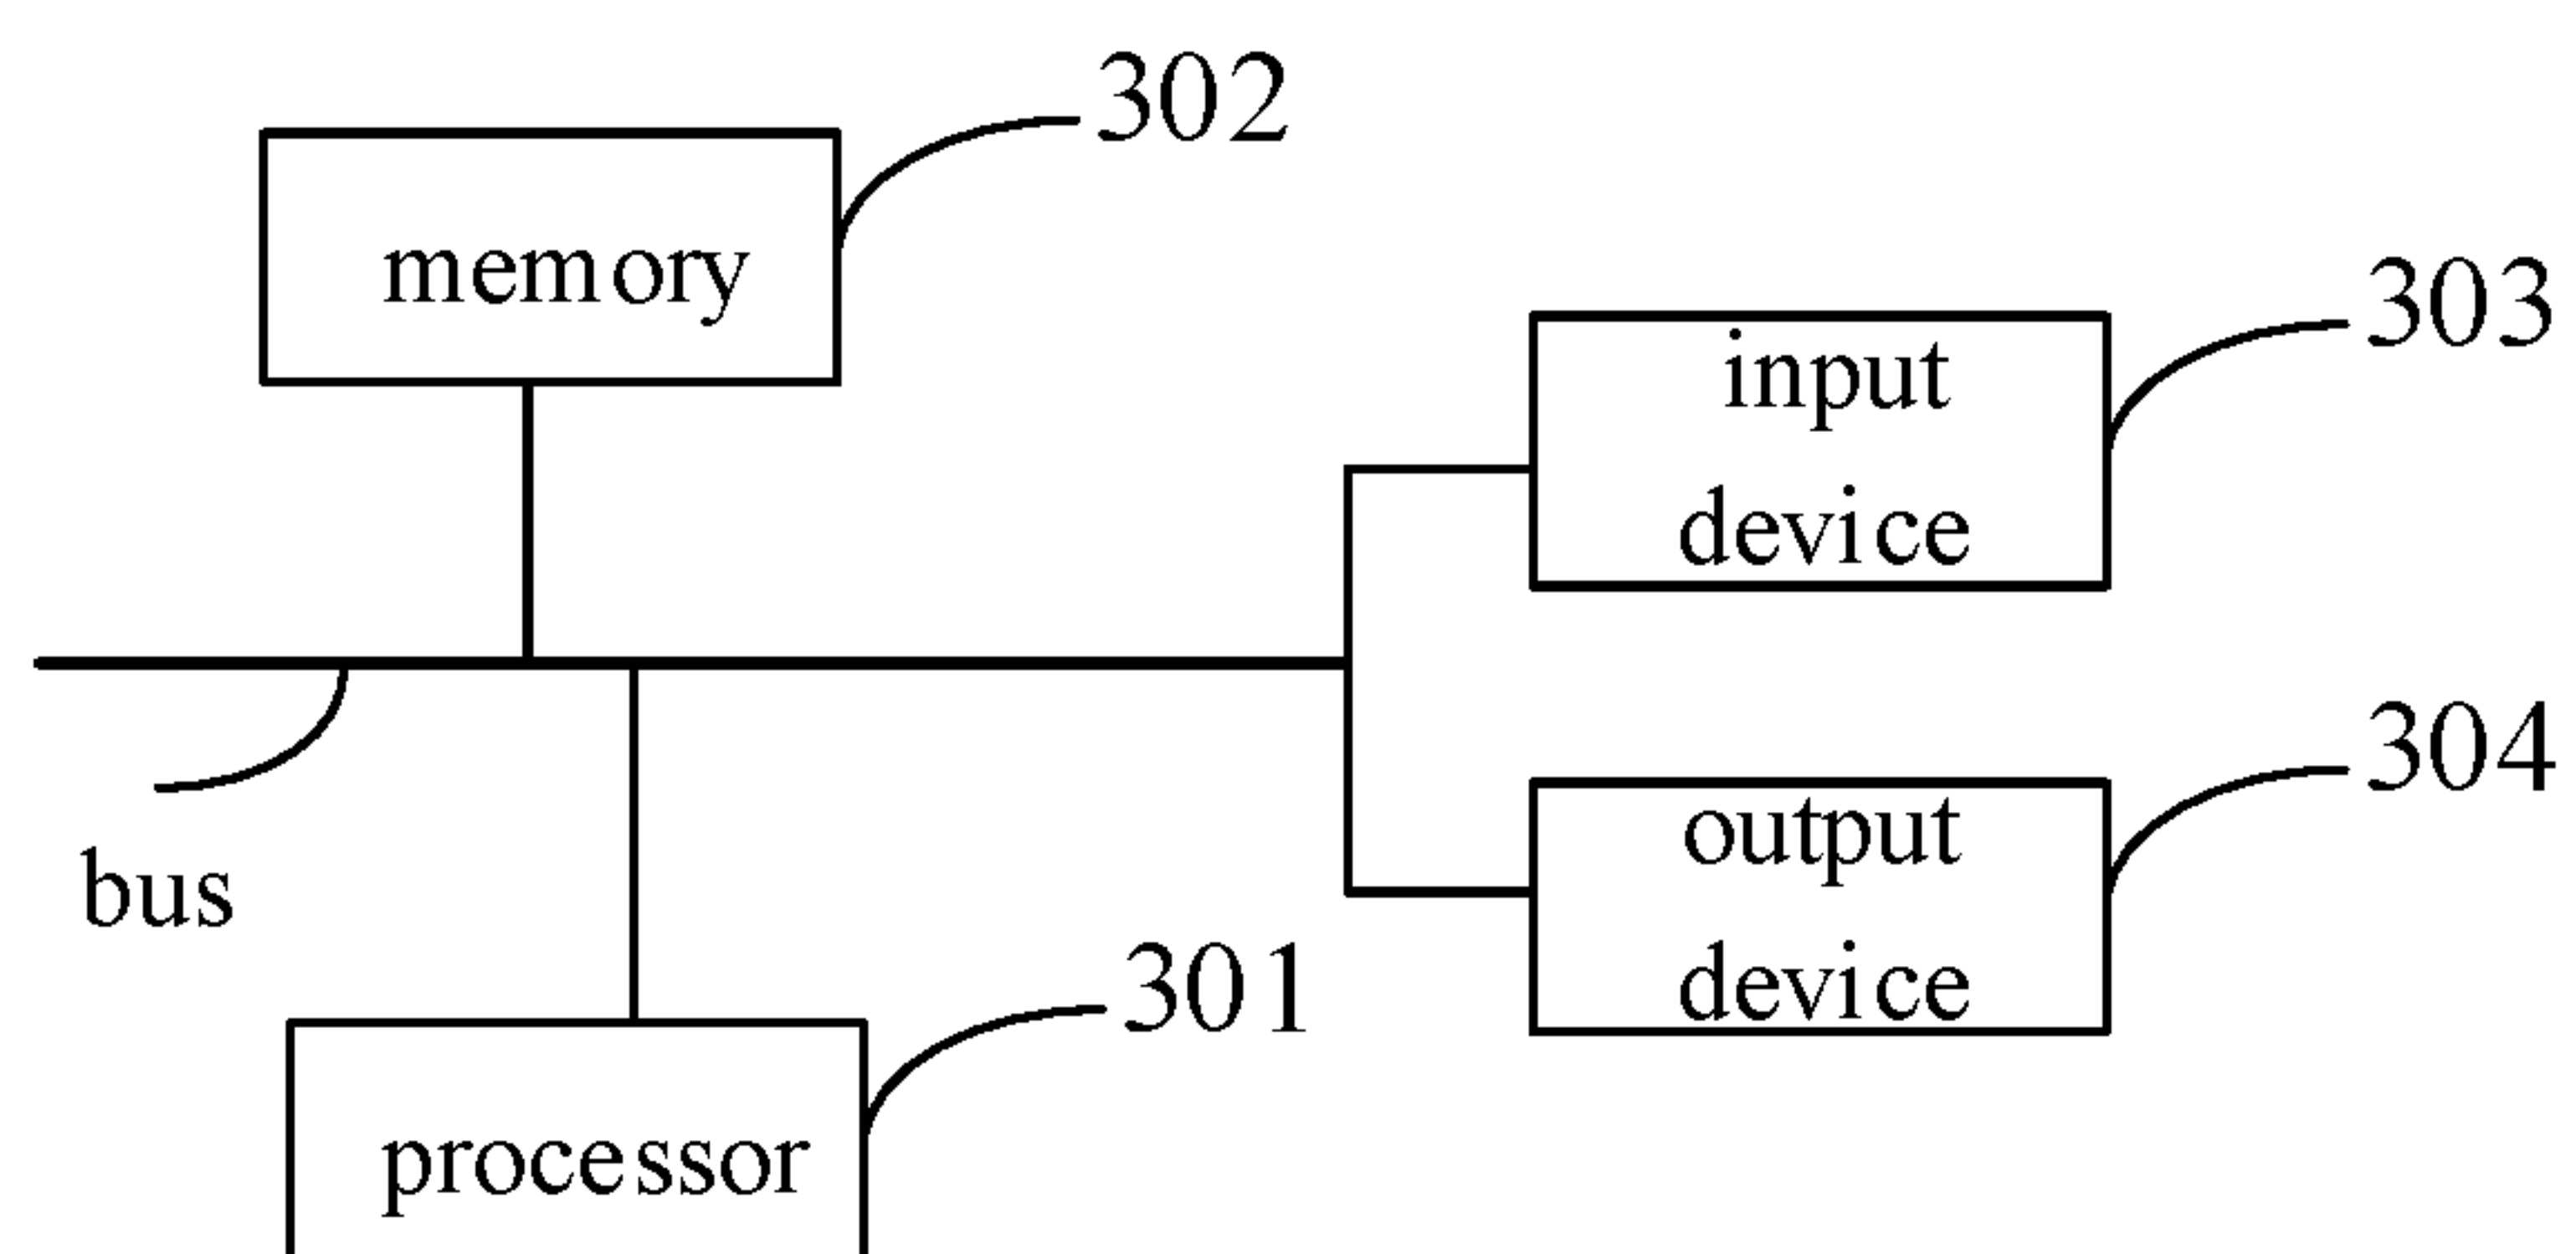 302
memory
303
input
device
304
output
device
bus
301
processor